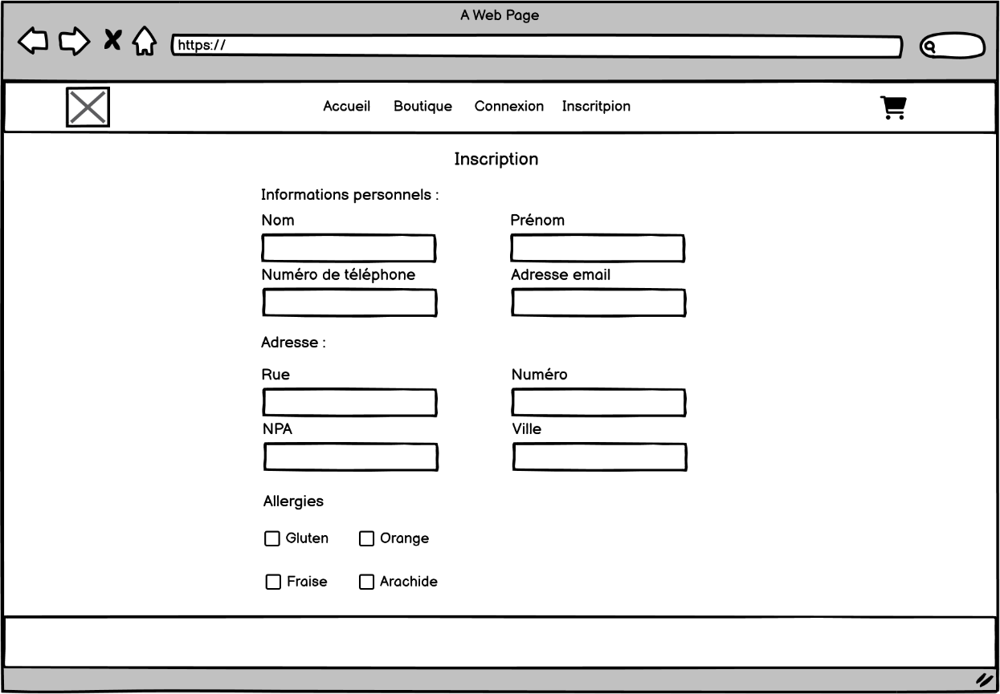 A Web Page
https://
Accueil Boutique Connexion Inscritpion
Inscription
Informations personnels :
Nom Prénom
Numéro de téléphone Adresse email
Adresse :
Rue Numéro
NPA Ville
Allergies
Gluten Orange
Fraise Arachide